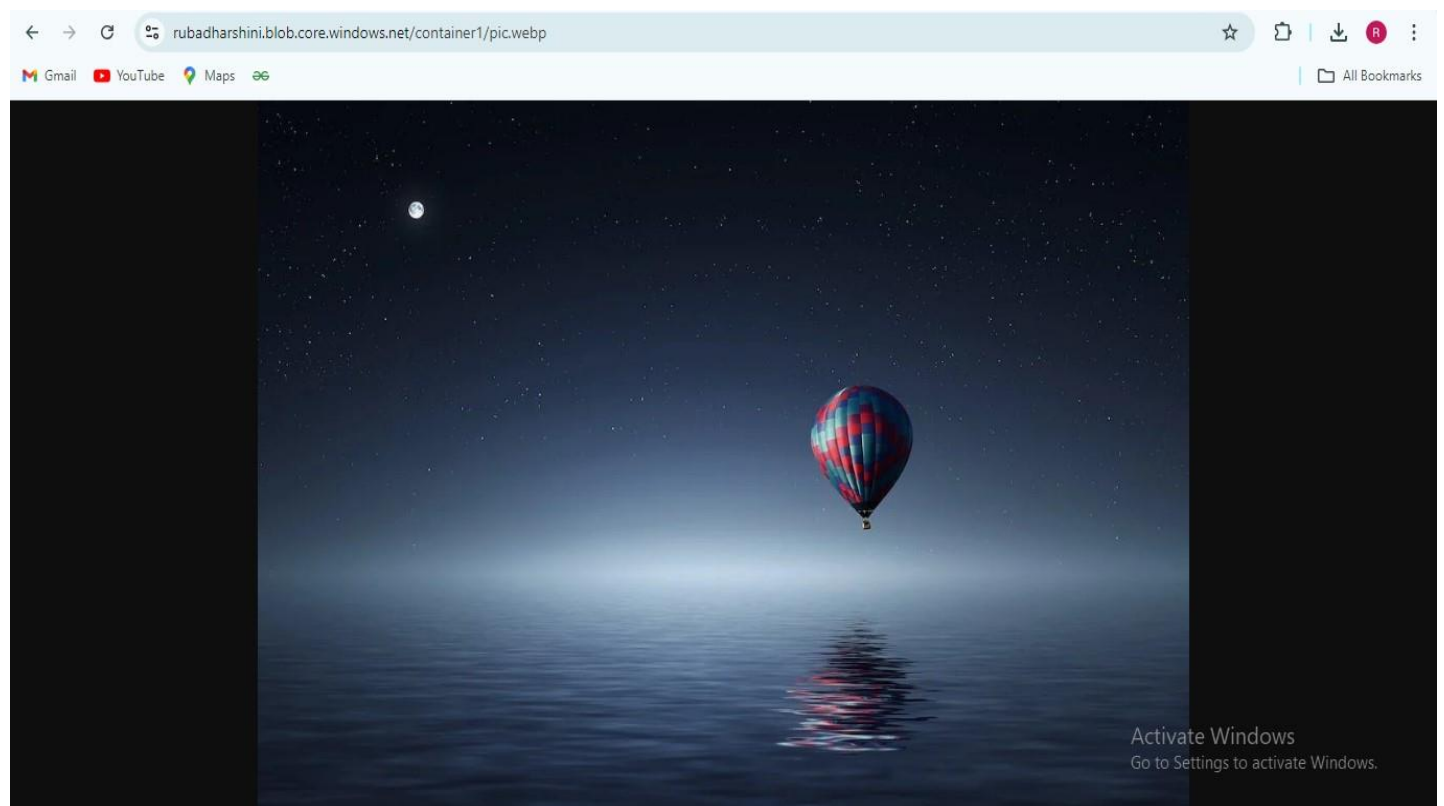 rubadharshini.blob.core.windows.net/container1/pic.webp
R
Gmail YouTube Maps All Bookmarks
Activate Windows
Go to Settings to activate Windows.